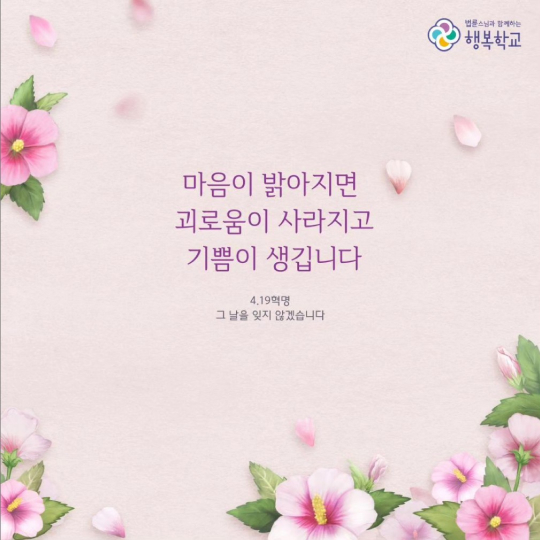 법륜스님과 함께하는
행복학교
마음이 밝아지면
괴로움이 사라지고
기쁨이 생깁니다
4.19혁명
그 날을 잊지 않겠습니다